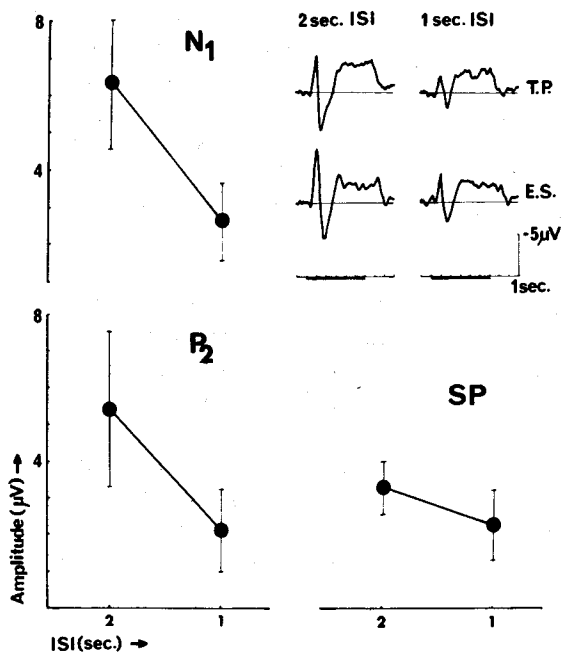 8
N1
4
2 sec. ISI
1 sec. ISI
T.P.
E.S.
-5μV
1sec.
8
P2
4
SP
Amplitude (μV) →
2
1
2
1
ISI(sec.) →